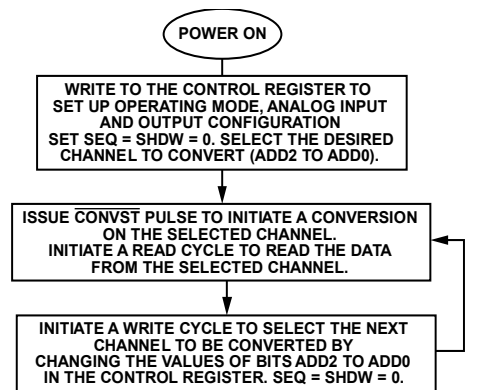 POWER ON
WRITE TO THE CONTROL REGISTER TO
SET UP OPERATING MODE, ANALOG INPUT
AND OUTPUT CONFIGURATION
SET SEQ = SHDW = 0. SELECT THE DESIRED
CHANNEL TO CONVERT (ADD2 TO ADD0).
ISSUE CONVST PULSE TO INITIATE A CONVERSION
ON THE SELECTED CHANNEL.
INITIATE A READ CYCLE TO READ THE DATA
FROM THE SELECTED CHANNEL.
INITIATE A WRITE CYCLE TO SELECT THE NEXT
CHANNEL TO BE CONVERTED BY
CHANGING THE VALUES OF BITS ADD2 TO ADD0
IN THE CONTROL REGISTER. SEQ = SHDW = 0.